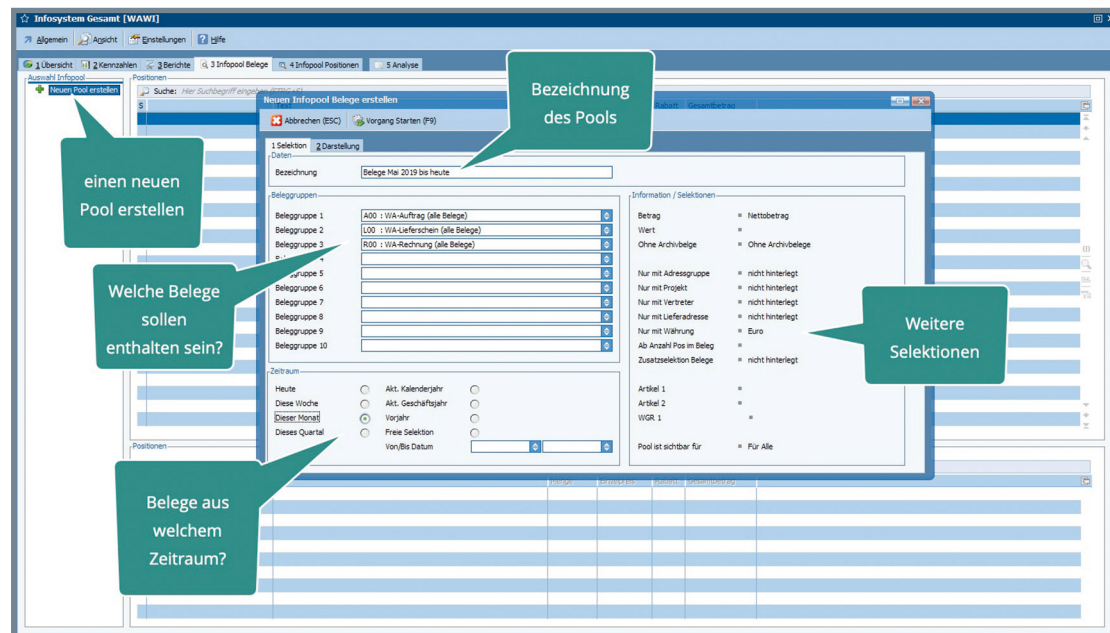 Infosystem Gesamt [WAWI]
Allgemein Ansicht Einstellungen Hilfe
1 Übersicht 2 Kennzahlen 3 Berichte 3 Infopool Belege 4 Infopool Positionen 5 Analyse
Auswahl Infopool
Neuen Pool erstellen
Positionen
Suche: Hier Suchbegriff eingeben
S
Rabatt Gesamtbetrag
einen neuen
Pool erstellen
Bezeichnung
des Pools
Neuen Infopool Belege erstellen
Abbrechen (ESC) Vorgang Starten (F9)
1 Selektion 2 Darstellung
Daten
Bezeichnung Belege Mai 2019 bis heute
Beleggruppen
Beleggruppe 1 A00 : WA-Auftrag (alle Belege)
Beleggruppe 2 L00 : WA-Lieferschein (alle Belege)
Beleggruppe 3 R00 : WA-Rechnung (alle Belege)
Beleggruppe 5
Beleggruppe 6
Beleggruppe 7
Beleggruppe 8
Beleggruppe 9
Beleggruppe 10
Welche Belege
sollen
enthalten sein?
Zeitraum
Heute Akt. Kalenderjahr
Diese Woche Akt. Geschäftsjahr
Dieser Monat Vorjahr
Dieses Quartal Freie Selektion
Von/Bis Datum
Information / Selektionen
Betrag = Nettobetrag
Wert =
Ohne Archivbelge = Ohne Archivbelege
Nur mit Adressgruppe = nicht hinterlegt
Nur mit Projekt = nicht hinterlegt
Nur mit Vertreter = nicht hinterlegt
Nur mit Lieferadresse = nicht hinterlegt
Nur mit Währung = Euro
Ab Anzahl Pos im Beleg =
Zusatzselektion Belege = nicht hinterlegt
Artikel 1 =
Artikel 2 =
WGR 1 =
Pool ist sichtbar für = Für Alle
Weitere
Selektionen
Positionen
Menge Einzelpreis Rabatt Gesamtbetrag
Belege aus
welchem
Zeitraum?